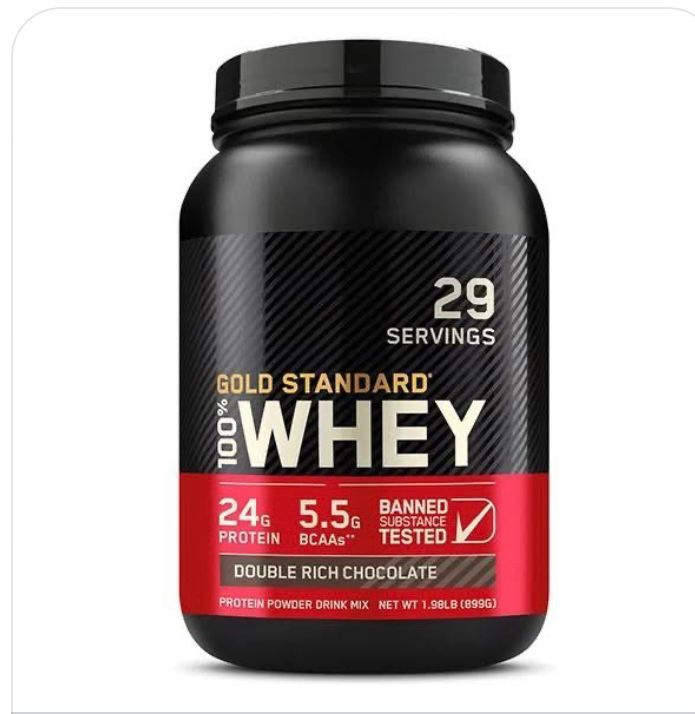 29
SERVINGS
GOLD STANDARD®
100% WHEY
24G PROTEIN
5.5G BCAAs**
BANNED SUBSTANCE TESTED
DOUBLE RICH CHOCOLATE
PROTEIN POWDER DRINK MIX NET WT 1.98LB (899G)